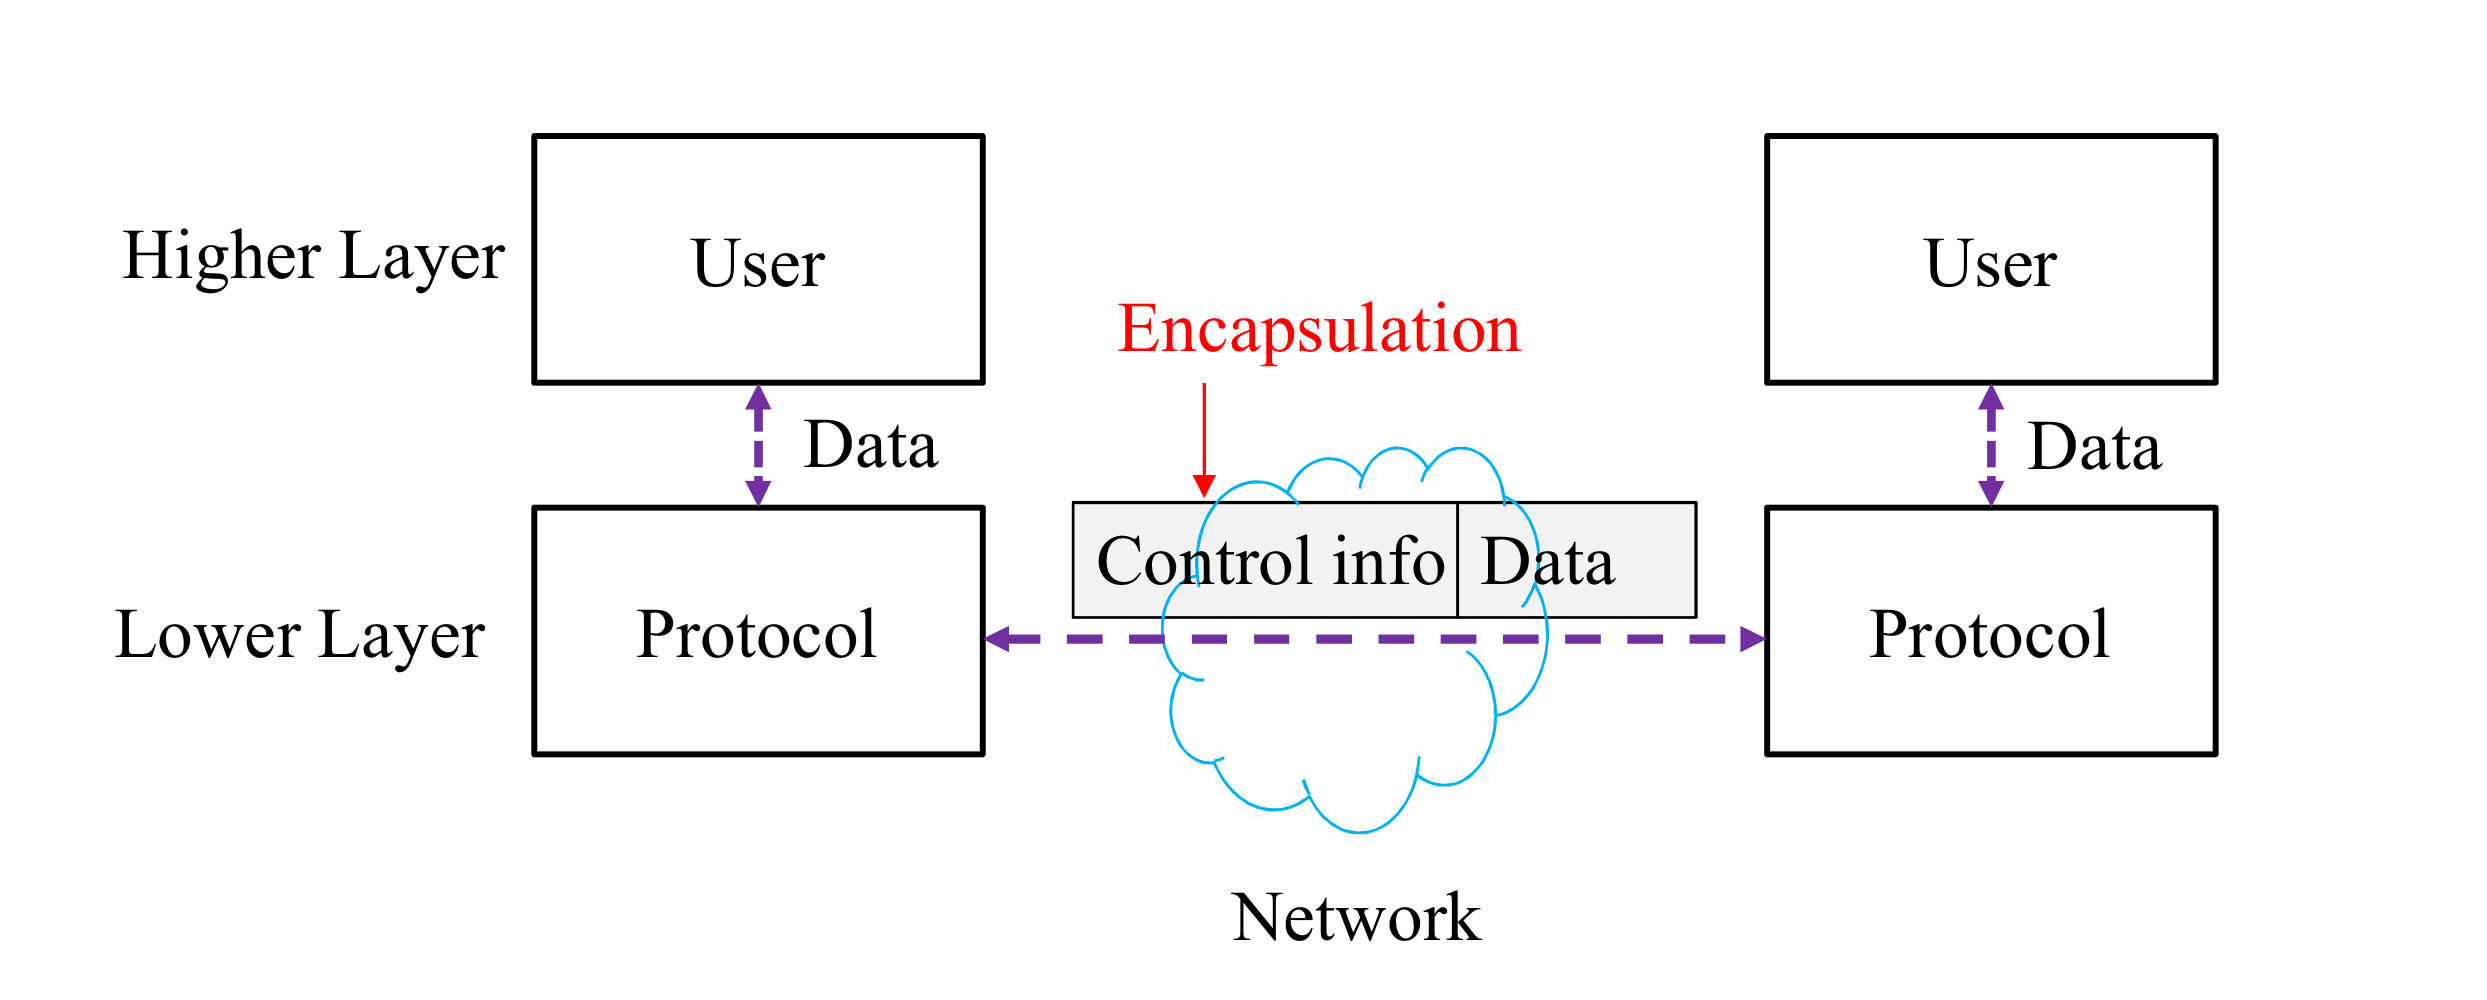 Higher Layer
User
User
Encapsulation
Data
Data
Control info
Data
Lower Layer
Protocol
Protocol
Network